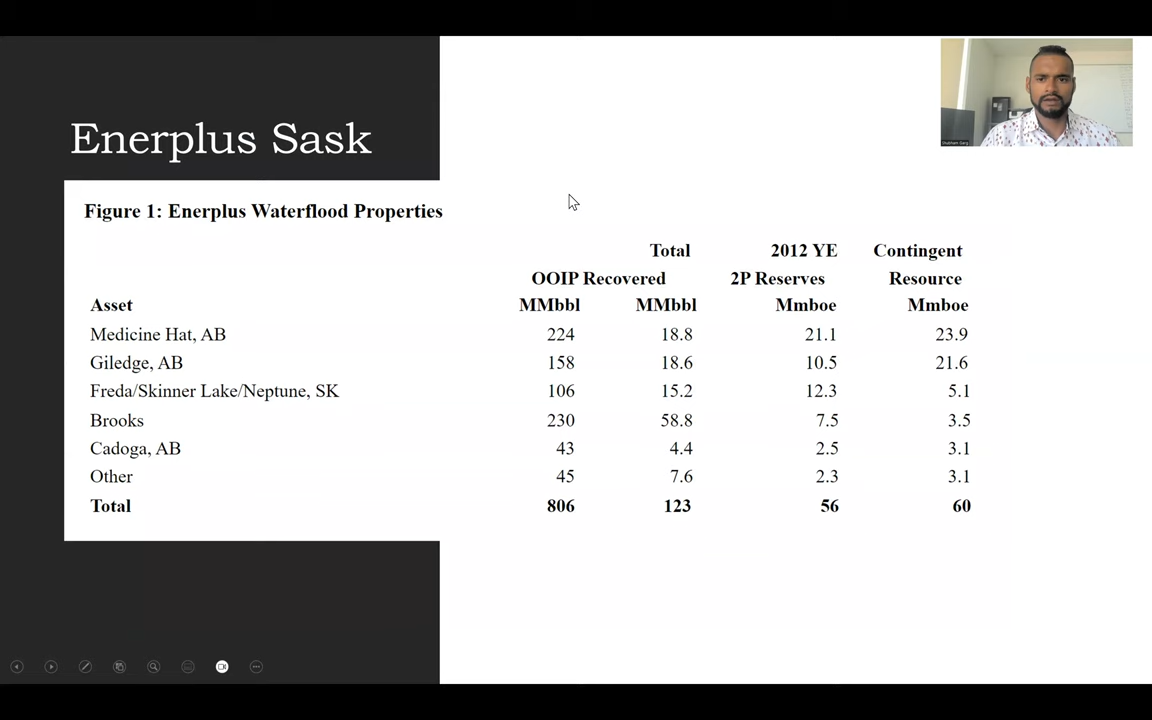 Enerplus Sask
Figure 1: Enerplus Waterflood Properties
Total 2012 YE Contingent
OOIP Recovered 2P Reserves Resource
Asset MMbbl MMbbl Mmboe Mmboe
Medicine Hat, AB 224 18.8 21.1 23.9
Giledge, AB 158 18.6 10.5 21.6
Freda/Skinner Lake/Neptune, SK 106 15.2 12.3 5.1
Brooks 230 58.8 7.5 3.5
Cadoga, AB 43 4.4 2.5 3.1
Other 45 7.6 2.3 3.1
Total 806 123 56 60
Shubham Garg